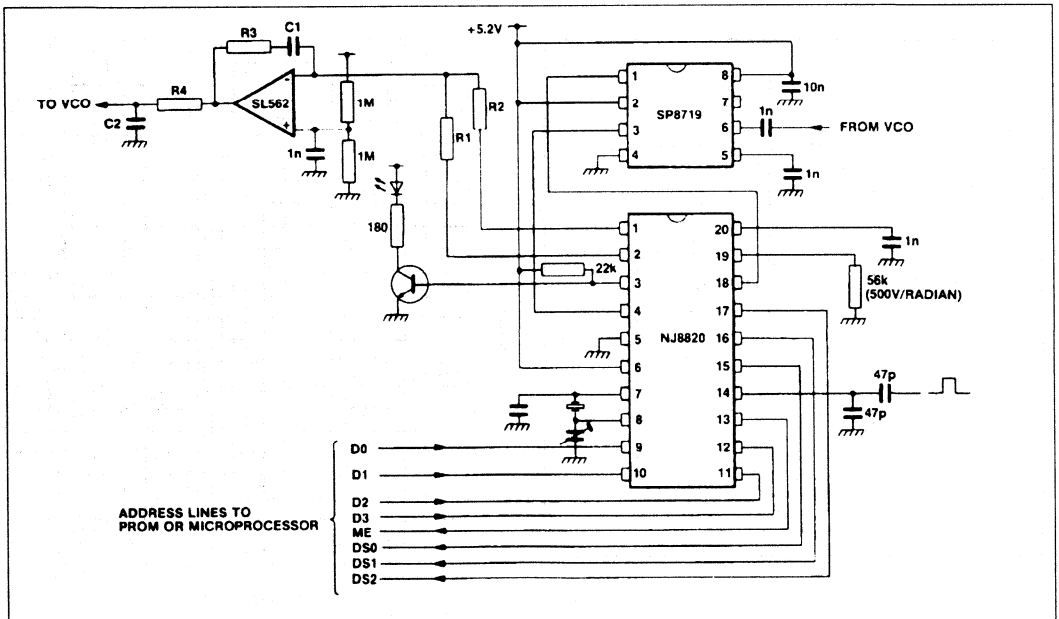 +5.2V
R3
C1
TO VCO
R4
SL562
-
+
C2
1n
1M
1M
R1
R2
180
22k
1
2
3
4
8
7
6
5
SP8719
10n
1n
FROM VCO
1n
1
2
3
4
5
6
7
8
9
10
20
19
18
17
16
15
14
13
12
11
NJ8820
1n
56k
(500V/RADIAN)
47p
47p
D0
D1
D2
D3
ME
DS0
DS1
DS2
ADDRESS LINES TO
PROM OR MICROPROCESSOR